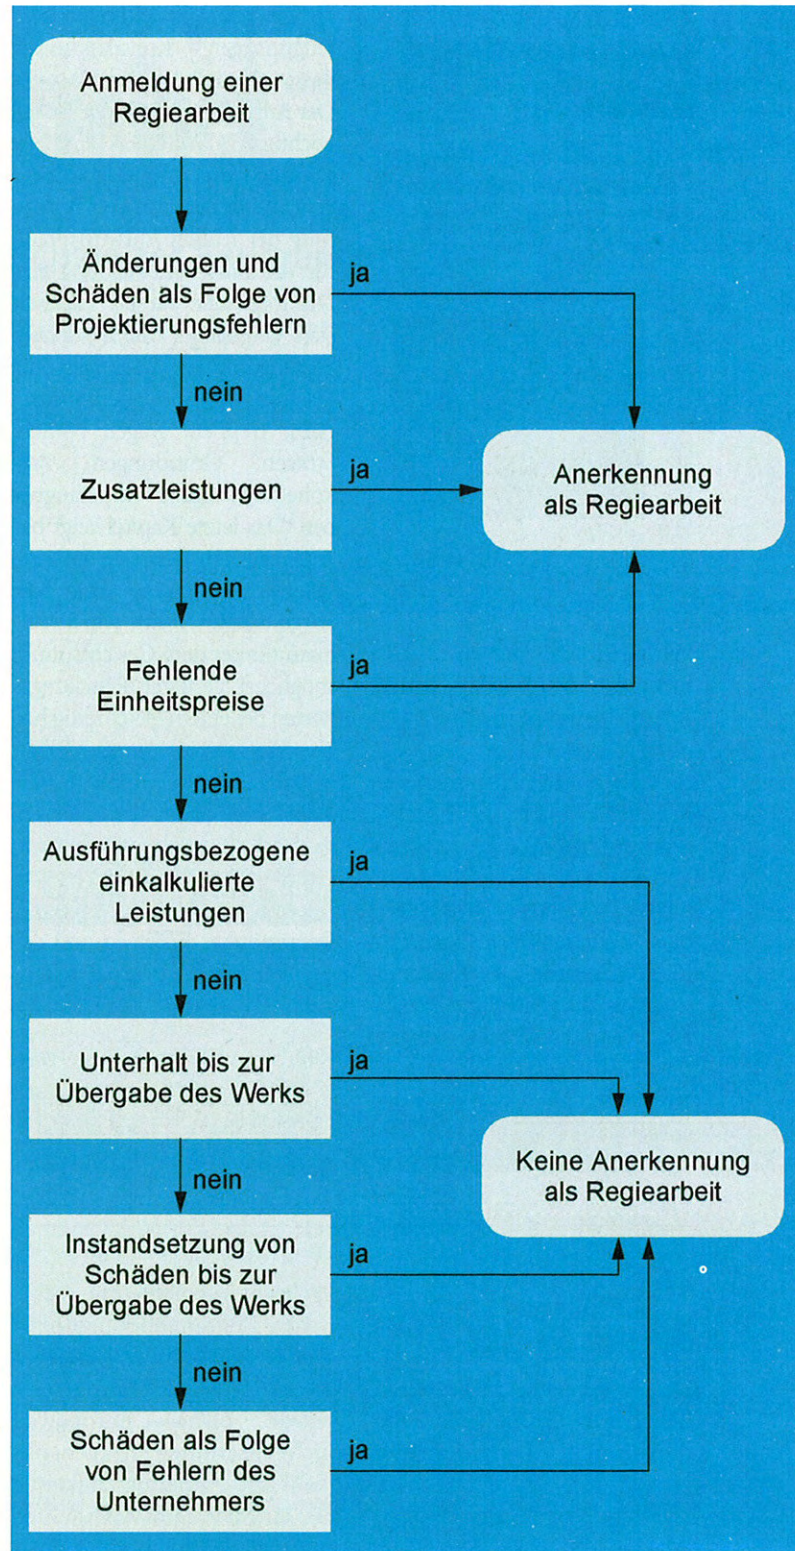 Anmeldung einer
Regiearbeit
Änderungen und
Schäden als Folge von
Projektierungsfehlern
ja
nein
Zusatzleistungen
ja
Anerkennung
als Regiearbeit
nein
Fehlende
Einheitspreise
ja
nein
Ausführungsbezogene
einkalkulierte
Leistungen
ja
nein
Unterhalt bis zur
Übergabe des Werks
ja
Keine Anerkennung
als Regiearbeit
nein
Instandsetzung von
Schäden bis zur
Übergabe des Werks
ja
nein
Schäden als Folge
von Fehlern des
Unternehmers
ja